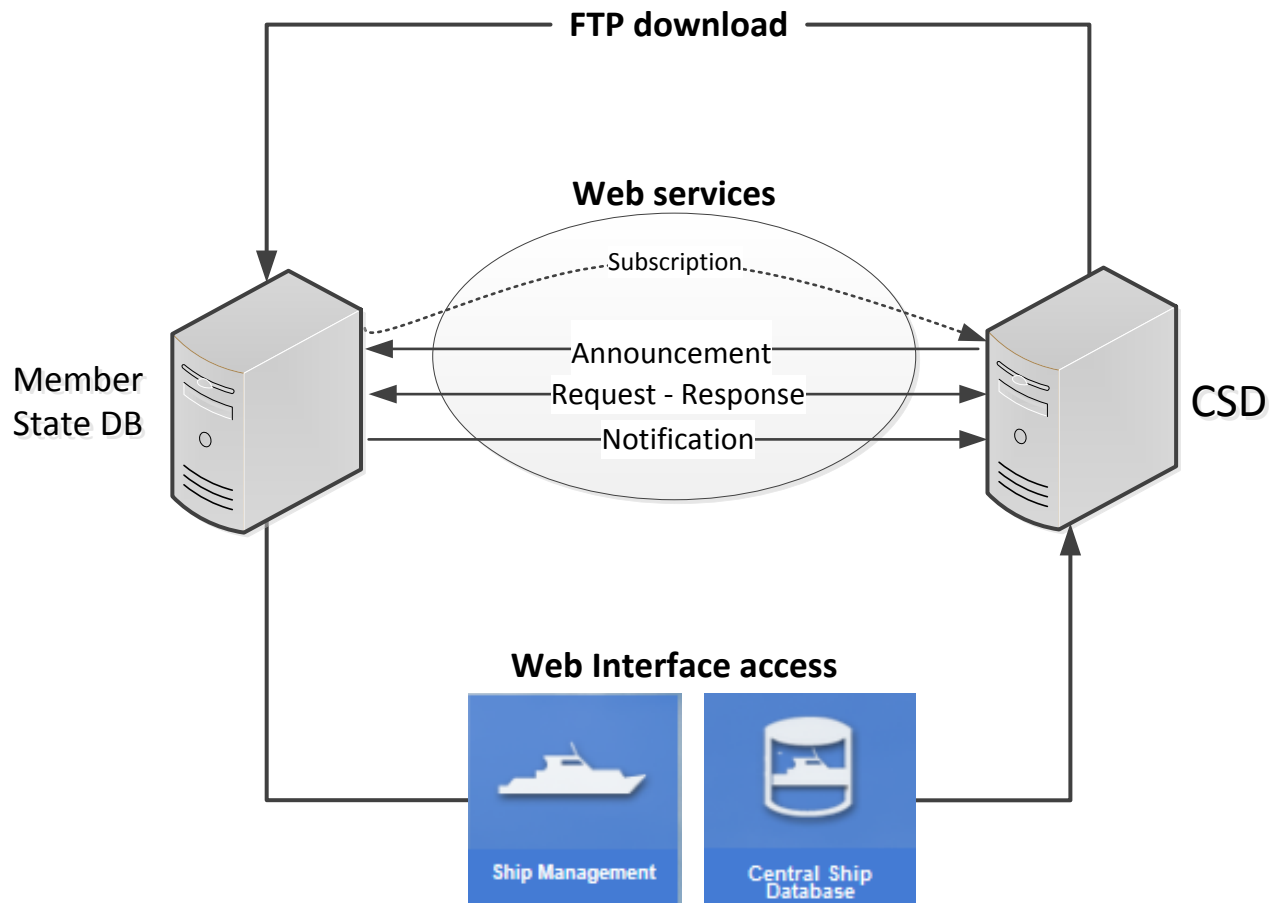 FTP download
Web services
Subscription
Announcement
Member
State DB
Request - Response
CSD
Notification
Web Interface access
Ship Management
Central Ship
Database